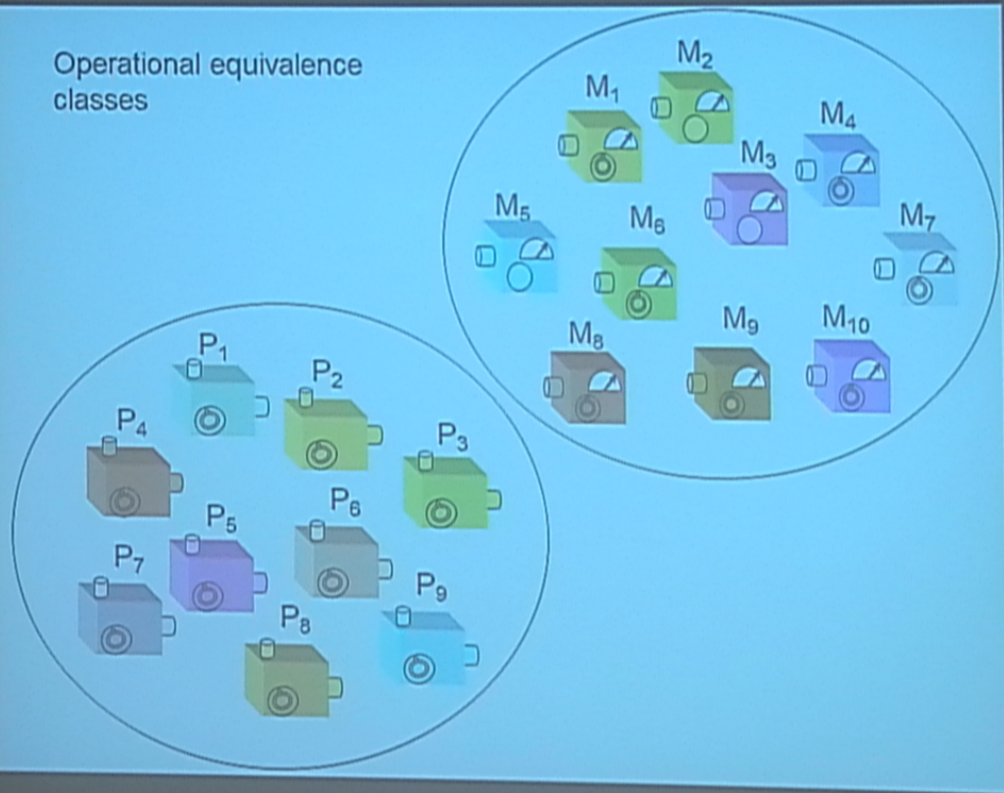 Operational equivalence
classes
M₁
M₂
M₃
M₄
M₅
M₆
M₇
M₈
M₉
M₁₀
P₁
P₂
P₃
P₄
P₅
P₆
P₇
P₈
P₉